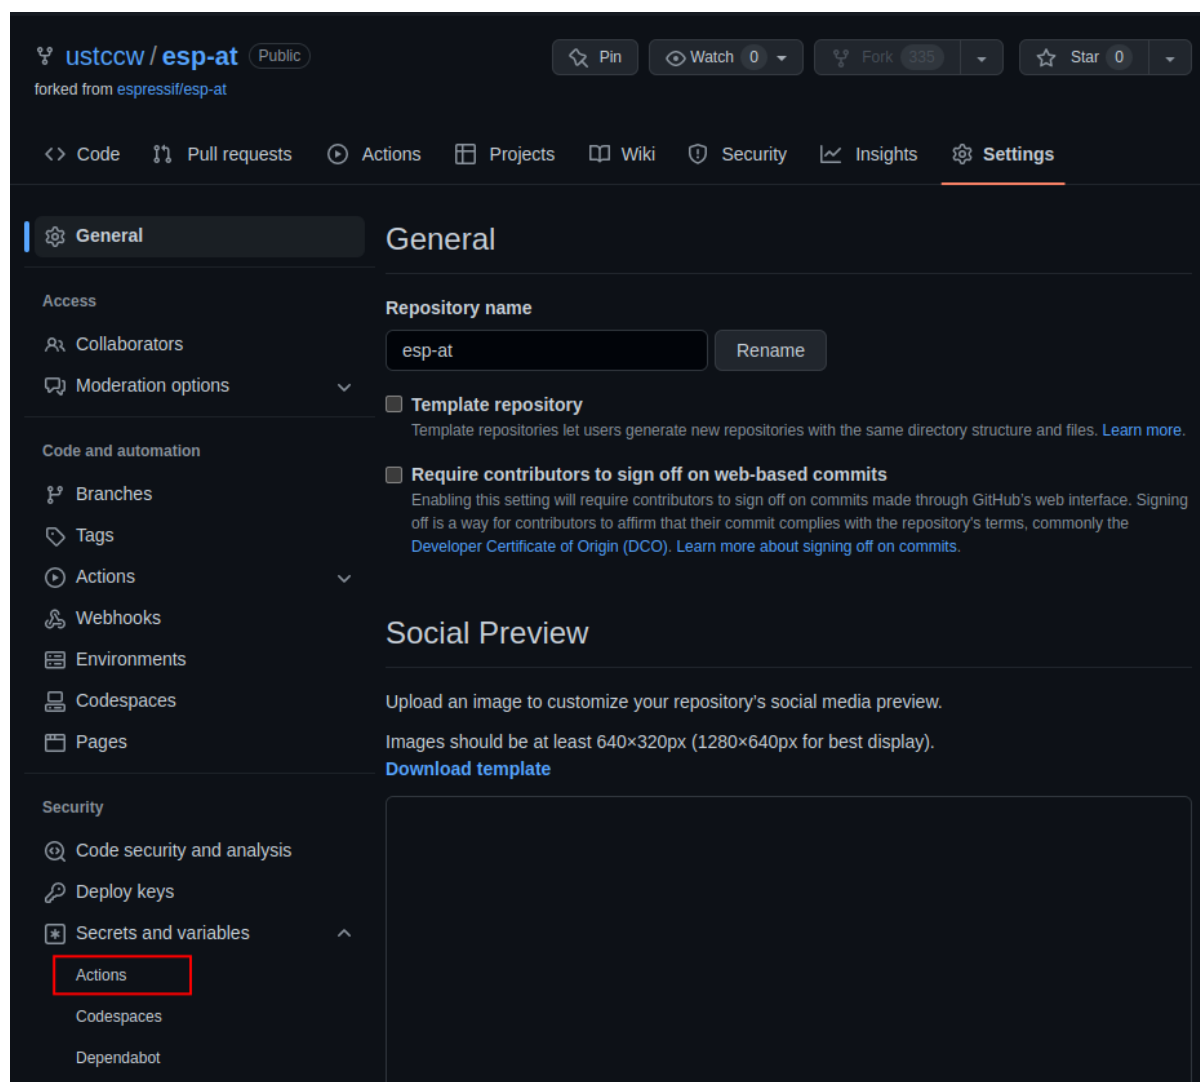 ustccw / esp-at Public Pin Watch 0 Fork 335 Star 0
forked from espressif/esp-at
Code Pull requests Actions Projects Wiki Security Insights Settings
General
Access
Collaborators
Moderation options
Code and automation
Branches
Tags
Actions
Webhooks
Environments
Codespaces
Pages
Security
Code security and analysis
Deploy keys
Secrets and variables
Actions
Codespaces
Dependabot
General
Repository name
esp-at Rename
Template repository
Template repositories let users generate new repositories with the same directory structure and files. Learn more.
Require contributors to sign off on web-based commits
Enabling this setting will require contributors to sign off on commits made through GitHub's web interface. Signing
off is a way for contributors to affirm that their commit complies with the repository's terms, commonly the
Developer Certificate of Origin (DCO). Learn more about signing off on commits.
Social Preview
Upload an image to customize your repository's social media preview.
Images should be at least 640×320px (1280×640px for best display).
Download template